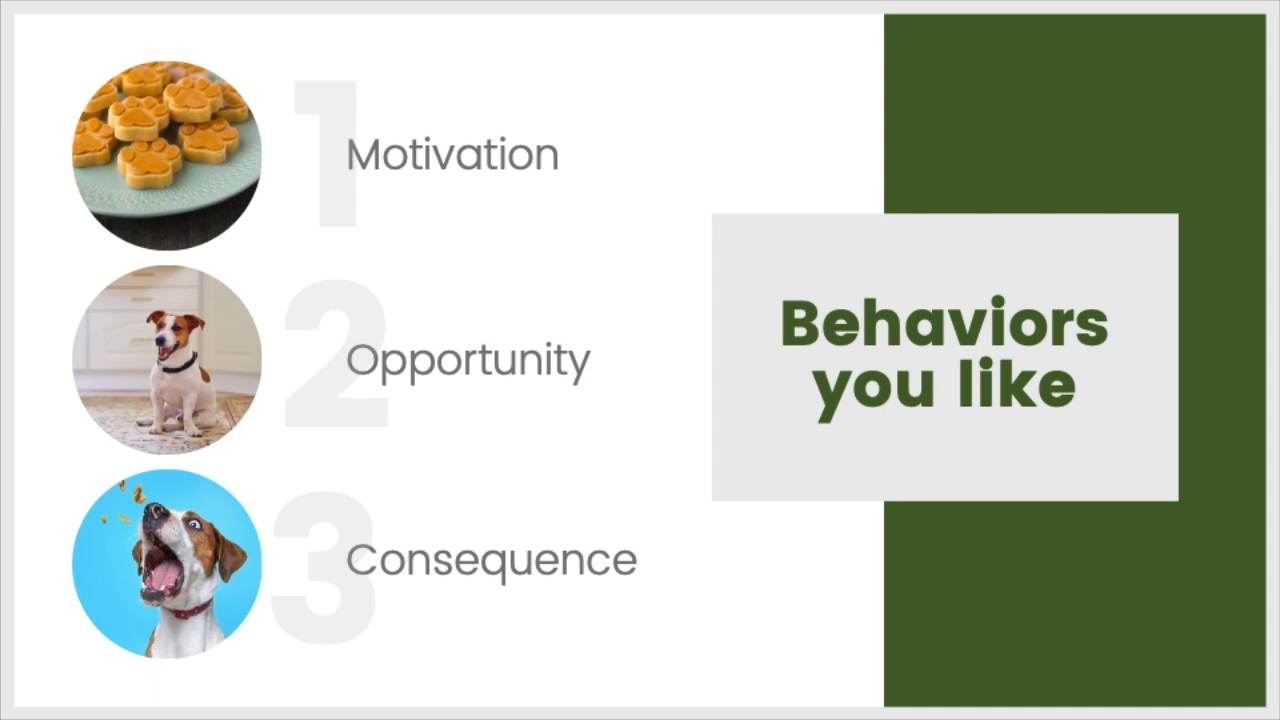 1
Motivation
2
Opportunity
3
Consequence
Behaviors
you like